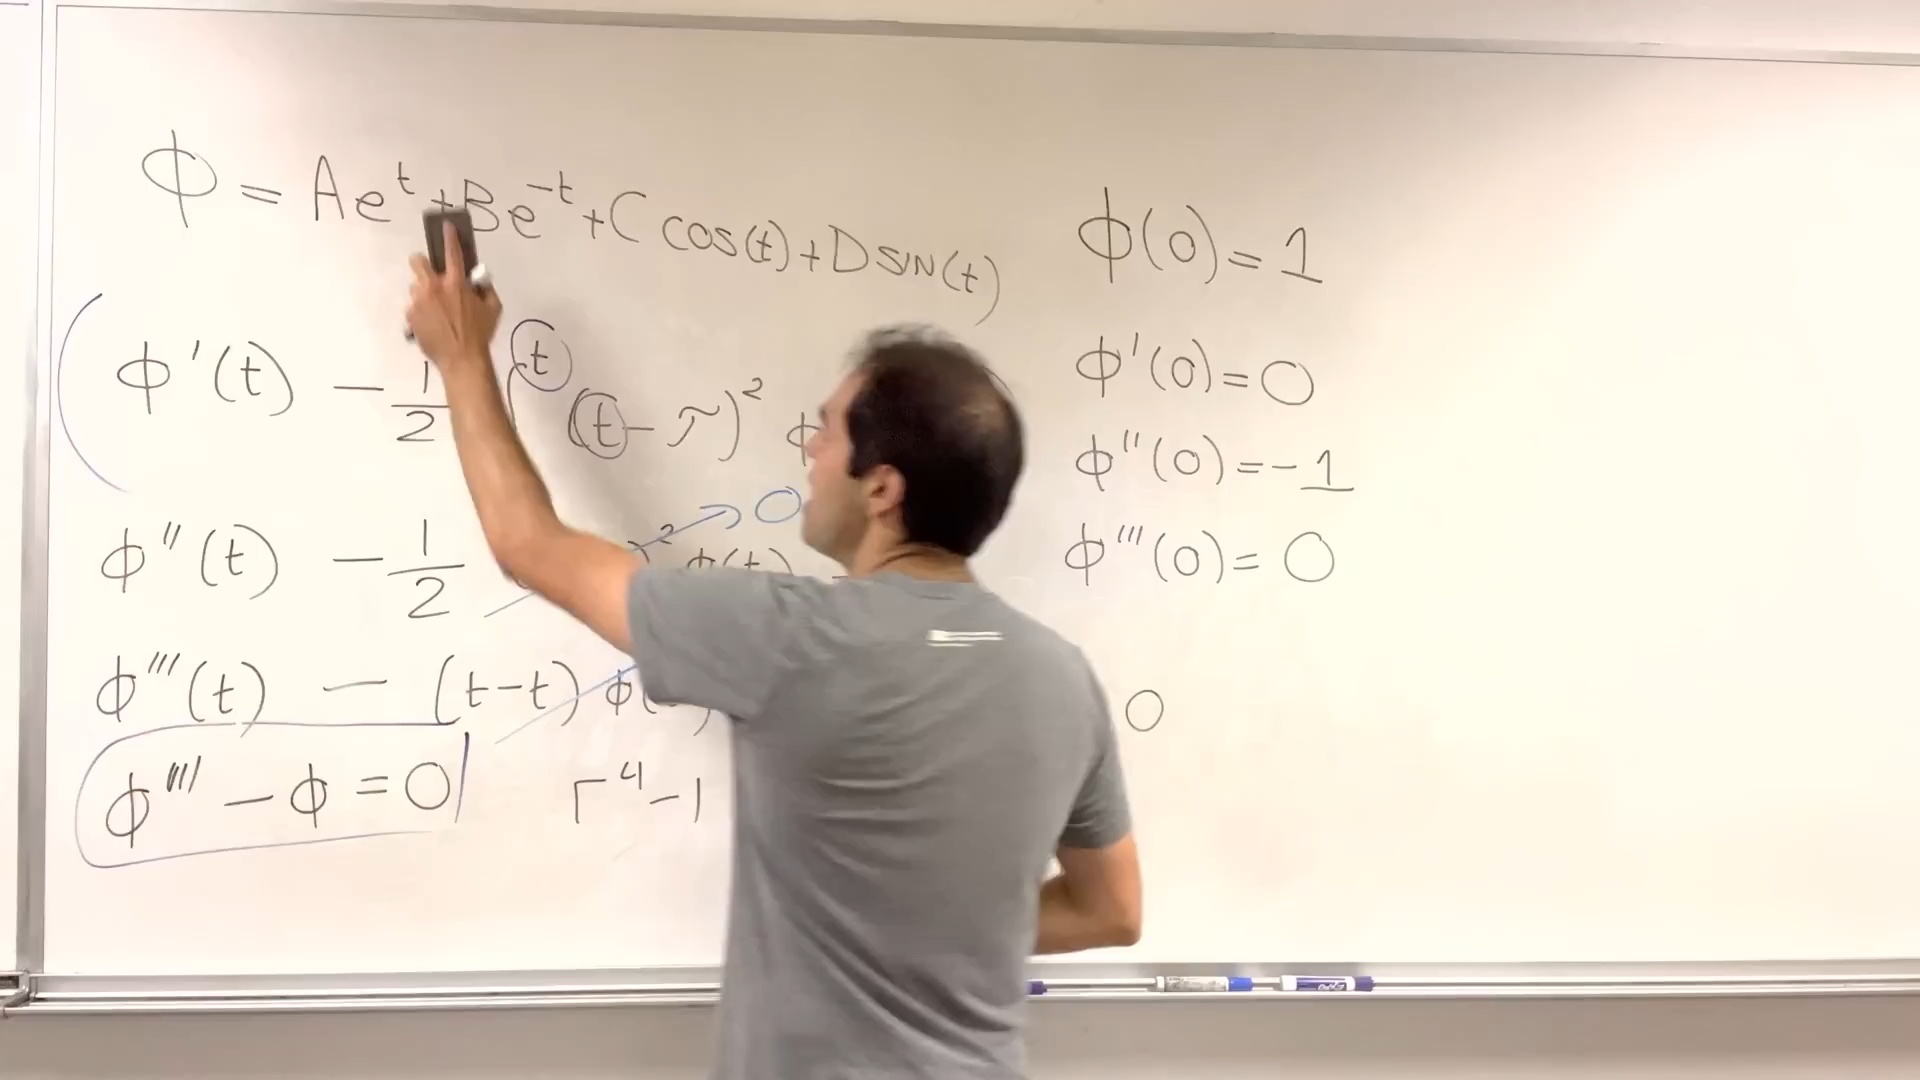 ϕ = Ae^t + Be^-t + C cos(t) + D sin(t)
ϕ(0) = 1
ϕ'(t) - 1/2 ∫^t (t - τ)^2 ϕ
ϕ'(0) = 0
ϕ''(0) = -1
0
ϕ''(t) - 1/2 )^2 ϕ(t)
ϕ'''(0) = 0
ϕ'''(t) - (t-t) ϕ( 0
ϕ''' - ϕ = 0
r^4 - 1